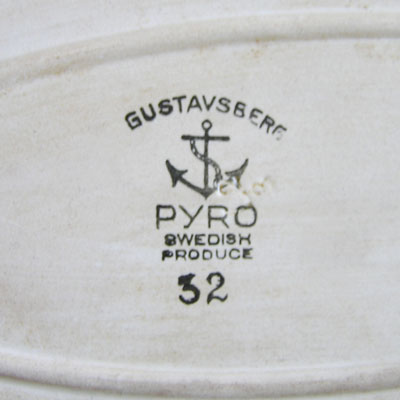 GUSTAVSBERG
PYRO
SWEDISH
PRODUCE
32